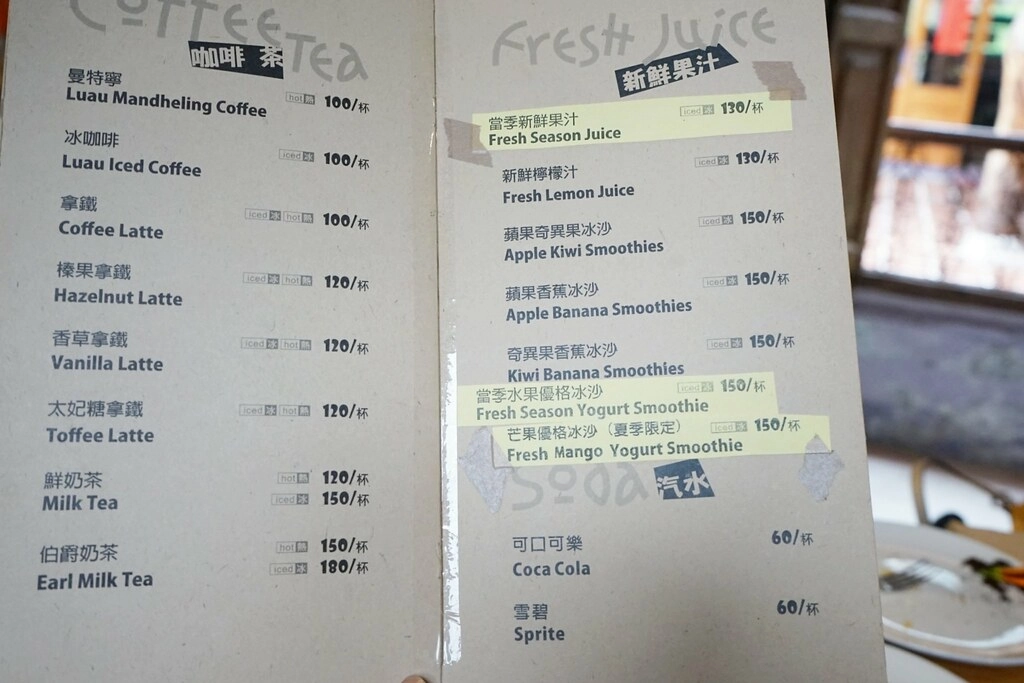 Coffee Tea
咖啡 茶
曼特寧
Luau Mandheling Coffee hot 熱 100/杯
冰咖啡
Luau Iced Coffee iced 冰 100/杯
拿鐵
Coffee Latte iced 冰 hot 熱 100/杯
榛果拿鐵
Hazelnut Latte iced 冰 hot 熱 120/杯
香草拿鐵
Vanilla Latte iced 冰 hot 熱 120/杯
太妃糖拿鐵
Toffee Latte iced 冰 hot 熱 120/杯
鮮奶茶 hot 熱 120/杯
Milk Tea iced 冰 150/杯
伯爵奶茶 hot 熱 150/杯
Earl Milk Tea iced 冰 180/杯
Fresh Juice
新鮮果汁
當季新鮮果汁 iced 冰 130/杯
Fresh Season Juice
新鮮檸檬汁 iced 冰 130/杯
Fresh Lemon Juice
蘋果奇異果冰沙 iced 冰 150/杯
Apple Kiwi Smoothies
蘋果香蕉冰沙 iced 冰 150/杯
Apple Banana Smoothies
奇異果香蕉冰沙 iced 冰 150/杯
Kiwi Banana Smoothies
當季水果優格冰沙 iced 冰 150/杯
Fresh Season Yogurt Smoothie
芒果優格冰沙（夏季限定） iced 冰 150/杯
Fresh Mango Yogurt Smoothie
Soda 汽水
可口可樂 60/杯
Coca Cola
雪碧 60/杯
Sprite